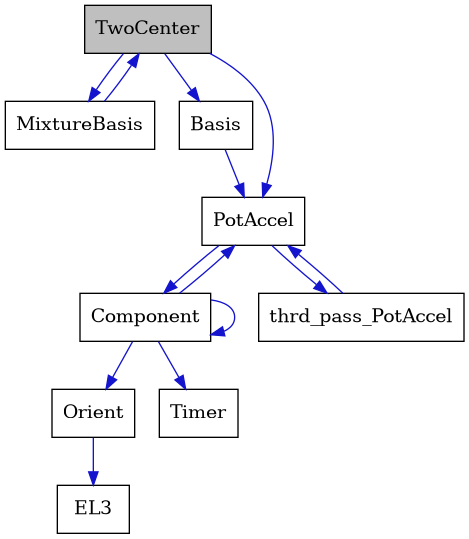 TwoCenter
MixtureBasis
Basis
PotAccel
Component
thrd_pass_PotAccel
Orient
Timer
EL3